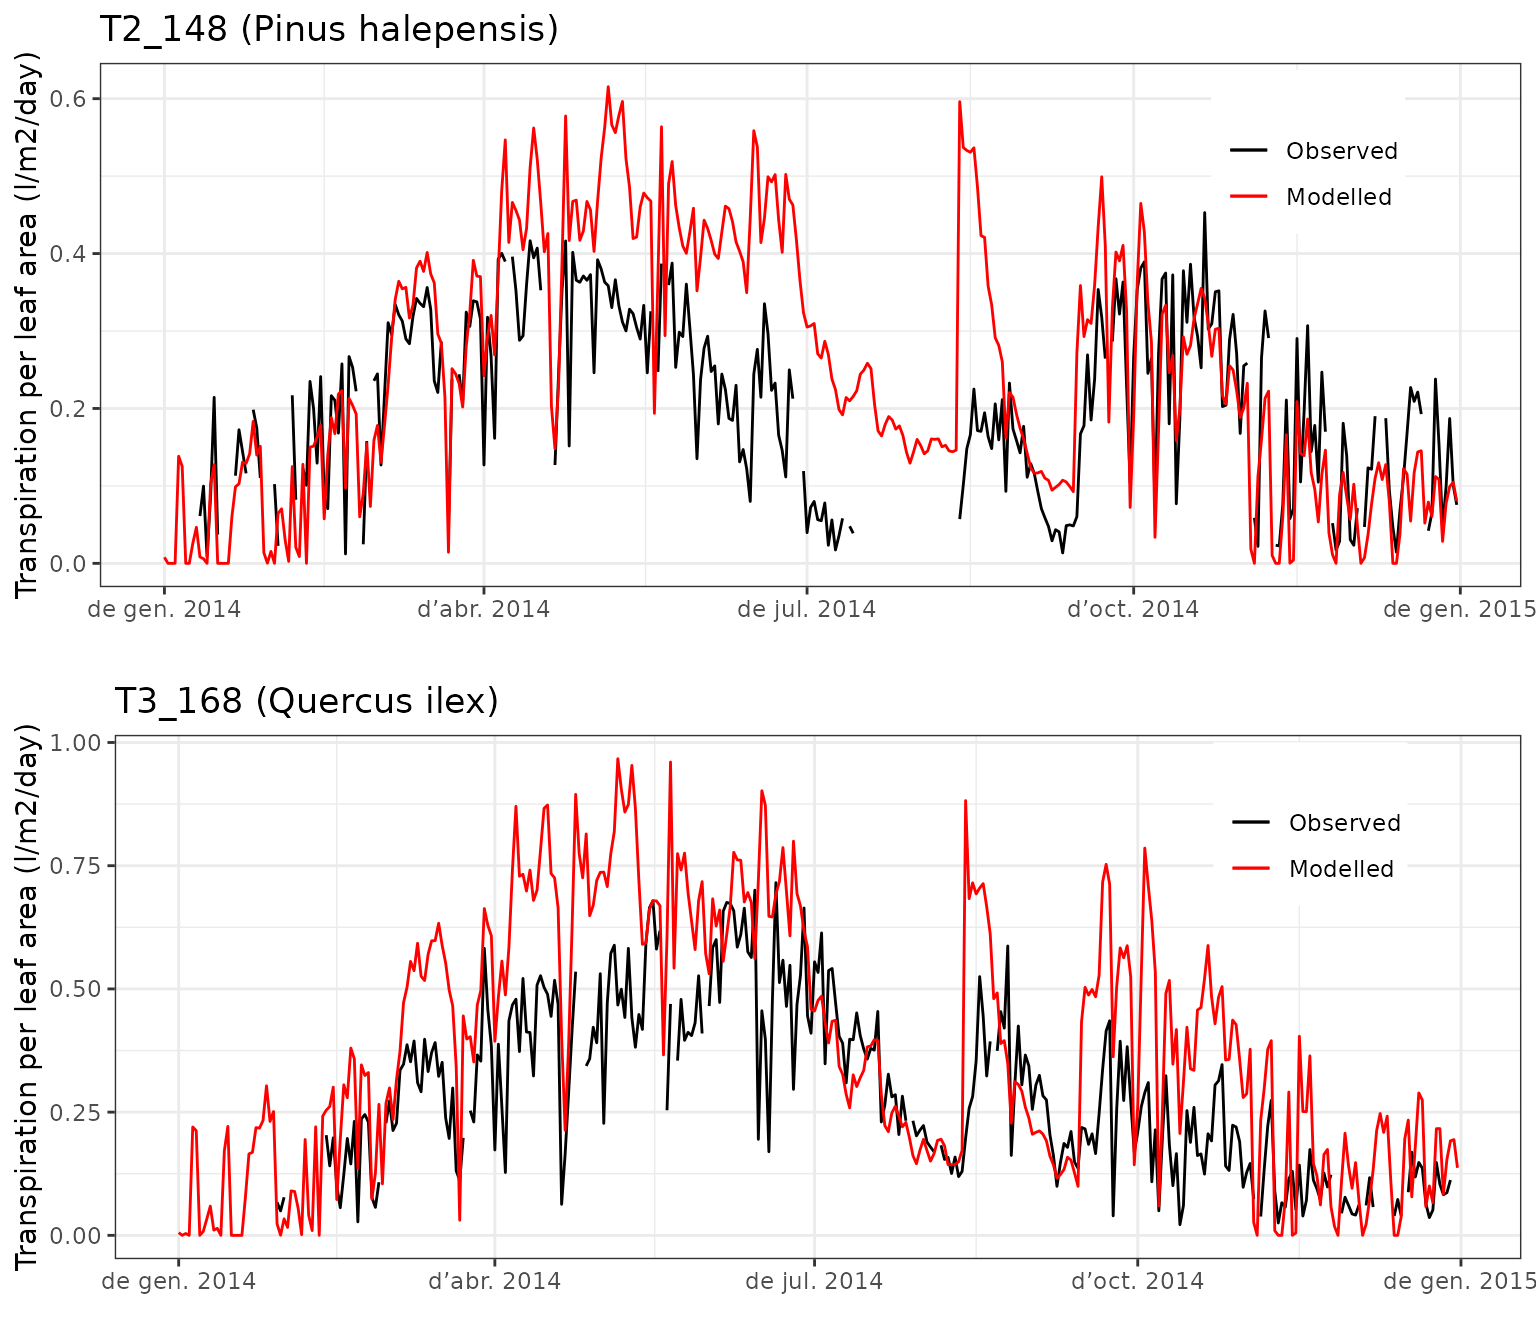 T2_148 (Pinus halepensis)
Transpiration per leaf area (l/m2/day)
0.6
0.4
0.2
0.0
Observed
Modelled
de gen. 2014
d’abr. 2014
de jul. 2014
d’oct. 2014
de gen. 2015
T3_168 (Quercus ilex)
Transpiration per leaf area (l/m2/day)
1.00
0.75
0.50
0.25
0.00
Observed
Modelled
de gen. 2014
d’abr. 2014
de jul. 2014
d’oct. 2014
de gen. 2015